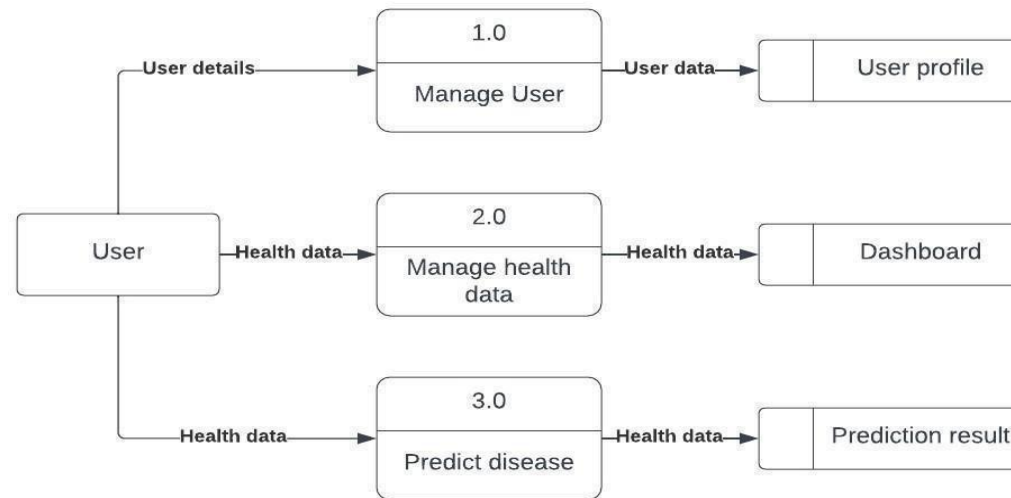 1.0
User details
User data
User profile
Manage User
2.0
User
Health data
Health data
Dashboard
Manage health
data
3.0
Health data
Health data
Prediction result
Predict disease